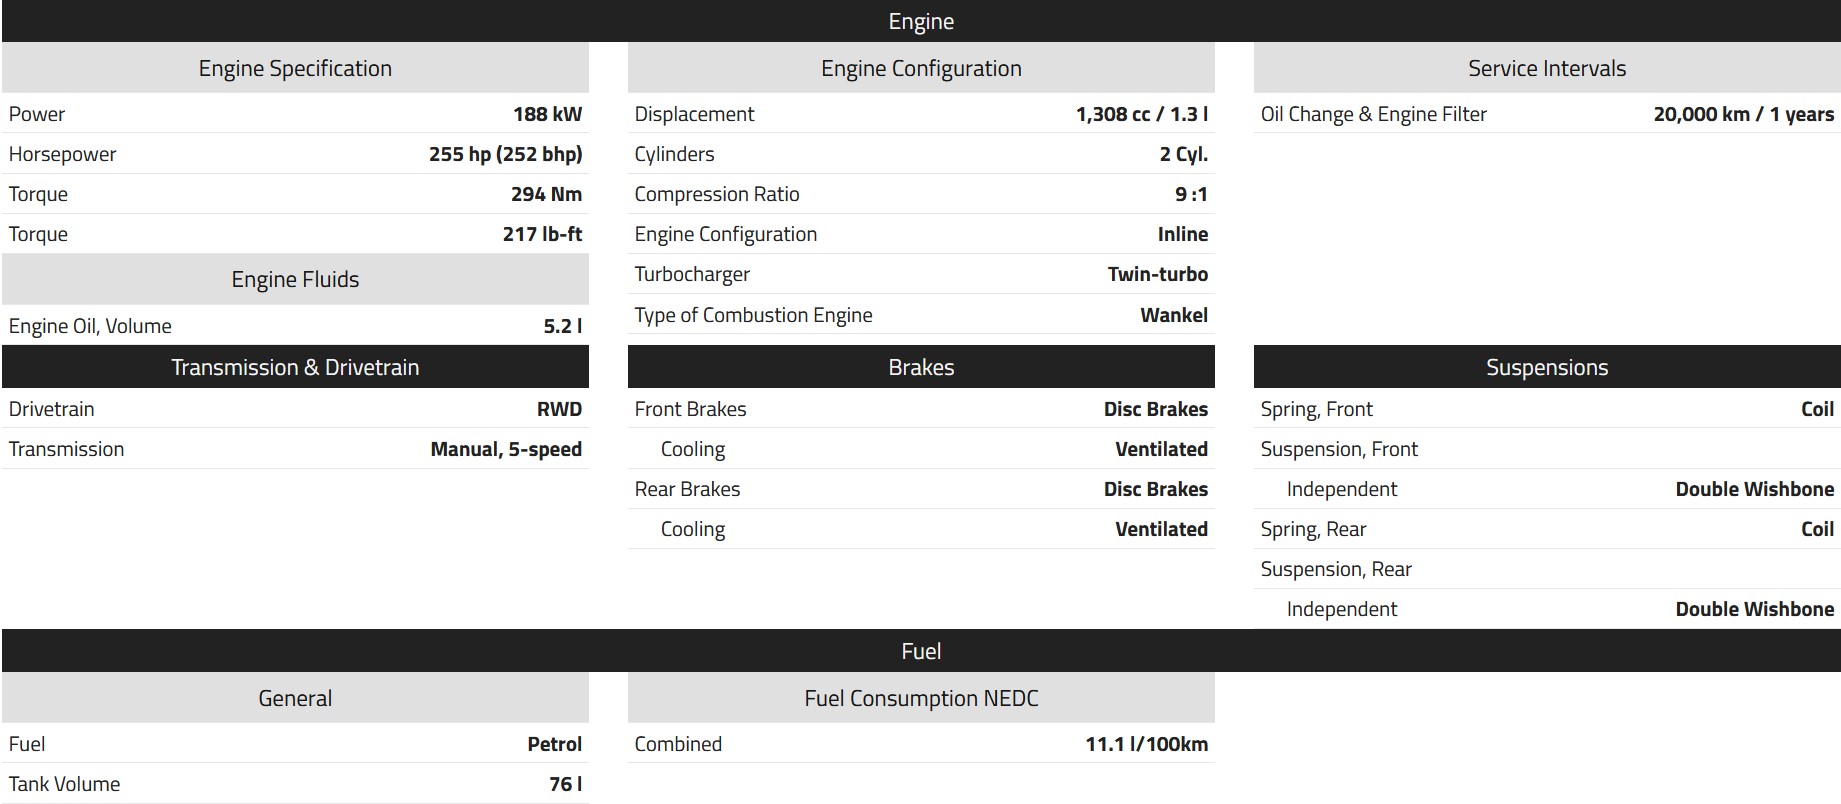 Engine
Engine Specification
Power 188 kW
Horsepower 255 hp (252 bhp)
Torque 294 Nm
Torque 217 lb-ft
Engine Fluids
Engine Oil, Volume 5.2 l
Engine Configuration
Displacement 1,308 cc / 1.3 l
Cylinders 2 Cyl.
Compression Ratio 9 :1
Engine Configuration Inline
Turbocharger Twin-turbo
Type of Combustion Engine Wankel
Service Intervals
Oil Change & Engine Filter 20,000 km / 1 years
Transmission & Drivetrain
Drivetrain RWD
Transmission Manual, 5-speed
Brakes
Front Brakes Disc Brakes
Cooling Ventilated
Rear Brakes Disc Brakes
Cooling Ventilated
Suspensions
Spring, Front Coil
Suspension, Front
Independent Double Wishbone
Spring, Rear Coil
Suspension, Rear
Independent Double Wishbone
Fuel
General
Fuel Petrol
Tank Volume 76 l
Fuel Consumption NEDC
Combined 11.1 l/100km